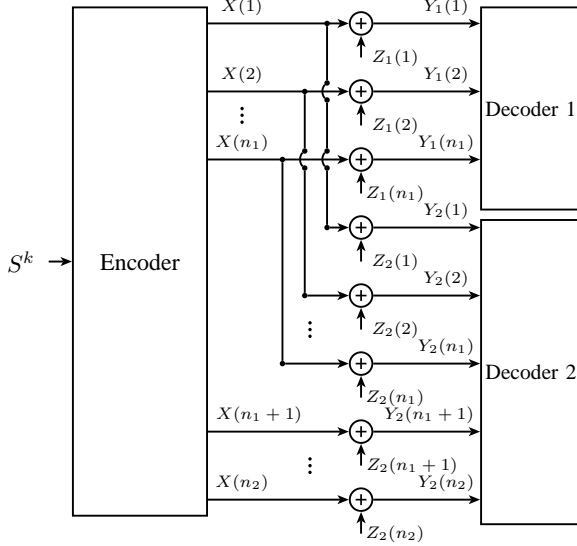 X(1)
Y₁(1)
Z₁(1)
X(2)
Y₁(2)
Decoder 1
⋮
Z₁(2)
X(n₁)
Y₁(n₁)
Z₁(n₁)
Y₂(1)
Sᵏ
Encoder
Z₂(1)
Y₂(2)
⋮
Z₂(2)
Y₂(n₁)
Decoder 2
Z₂(n₁)
X(n₁ + 1)
Y₂(n₁ + 1)
⋮
Z₂(n₁ + 1)
X(n₂)
Y₂(n₂)
Z₂(n₂)